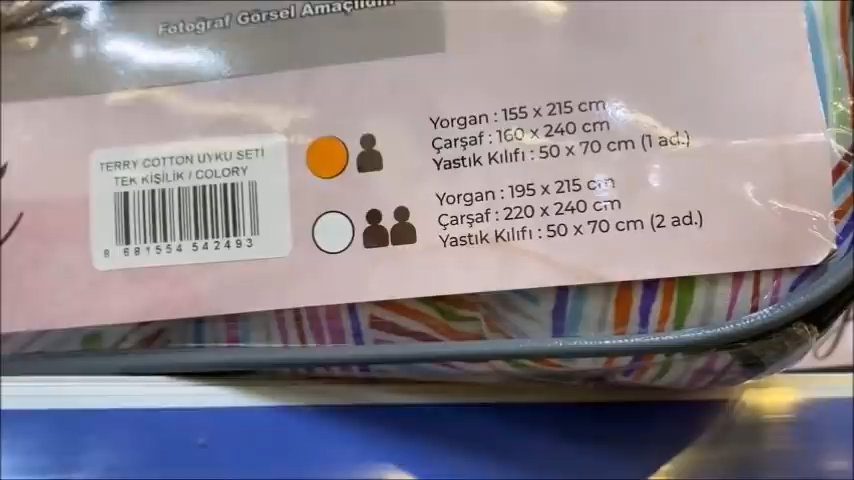 Fotoğraf Görsel Amaçlıdır.
TERRY COTTON UYKU SETİ
TEK KİŞİLİK / COLORY
8 681554 542493
Yorgan : 155 x 215 cm
Çarşaf : 160 x 240 cm
Yastık Kılıfı : 50 x 70 cm (1 ad.)
Yorgan : 195 x 215 cm
Çarşaf : 220 x 240 cm
Yastık Kılıfı : 50 x 70 cm (2 ad.)